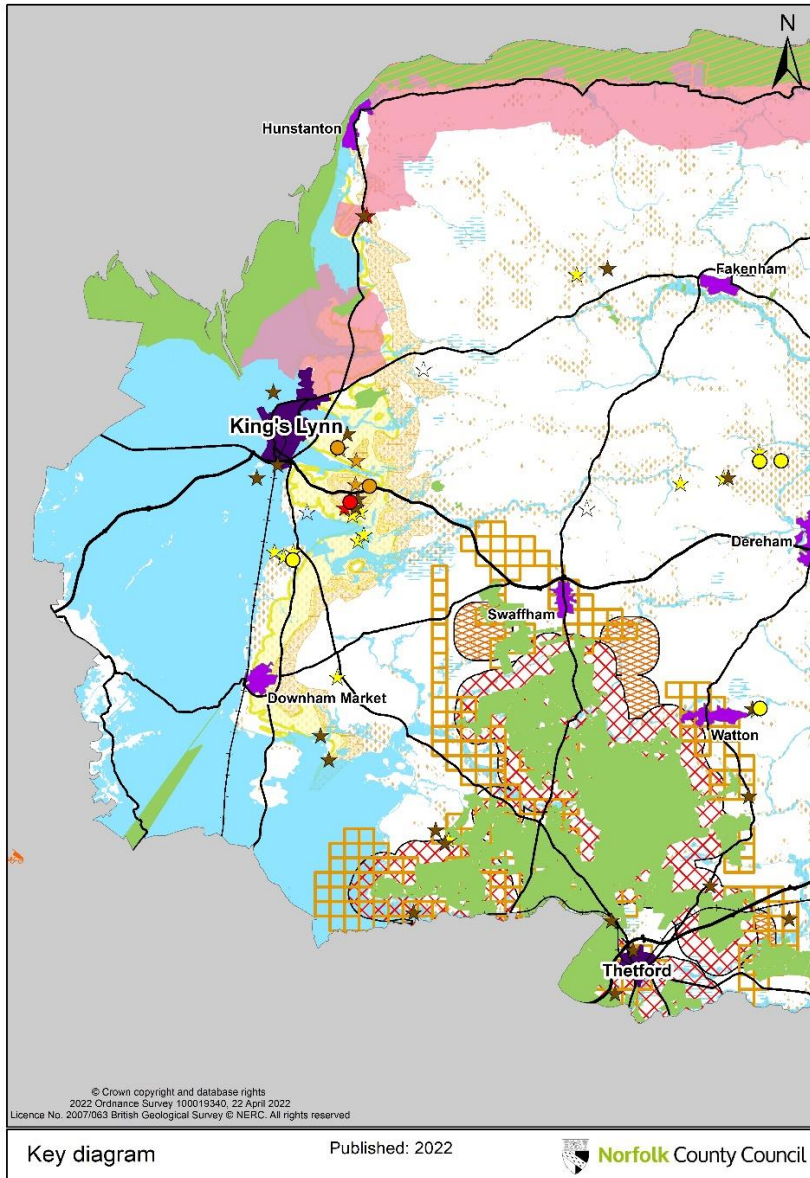 N
Hunstanton
Fakenham
King's Lynn
Dereham
Swaffham
Downham Market
Watton
Thetford
© Crown copyright and database rights
2022 Ordnance Survey 100019340, 22 April 2022
Licence No. 2007/063 British Geological Survey © NERC. All rights reserved
Key diagram
Published: 2022
Norfolk County Council